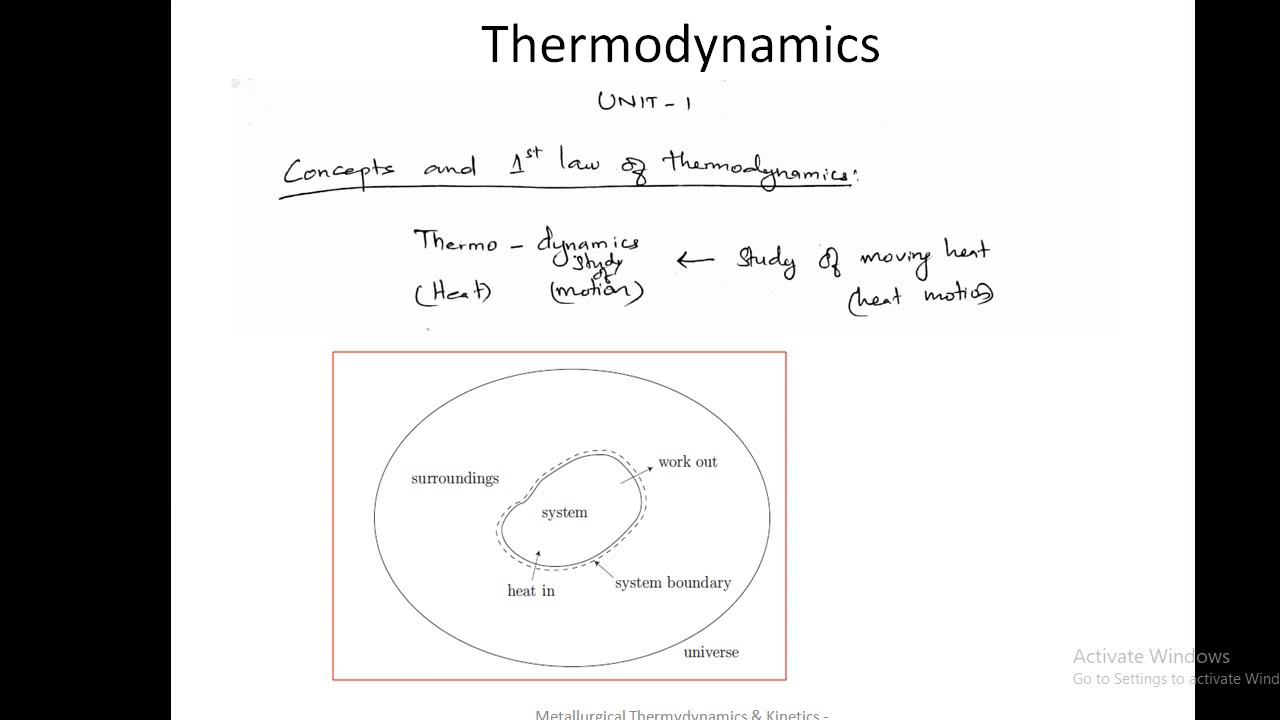 Thermodynamics
UNIT - 1
Concepts and 1st law of thermodynamics:
Thermo - dynamics ← study of moving heat
study
of
(Heat) (motion) (heat motion)
work out
surroundings
system
system boundary
heat in
universe
Activate Windows
Go to Settings to activate Wind
Metallurgical Thermydynamics & Kinetics -